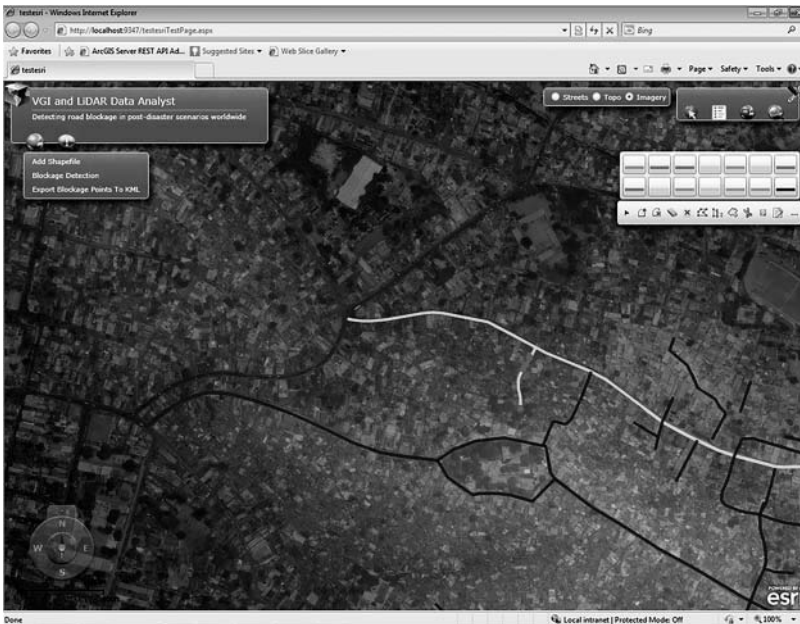 testesri - Windows Internet Explorer
http://localhost:9347/testesriTestPage.aspx
Bing
Favorites
ArcGIS Server REST API Ad...
Suggested Sites
Web Slice Gallery
testesri
Page
Safety
Tools
VGI and LiDAR Data Analyst
Detecting road blockage in post-disaster scenarios worldwide
Streets
Topo
Imagery
Add Shapefile
Blockage Detection
Export Blockage Points To KML
N
W
E
S
POWERED BY
esri
Done
Local intranet | Protected Mode: Off
100%